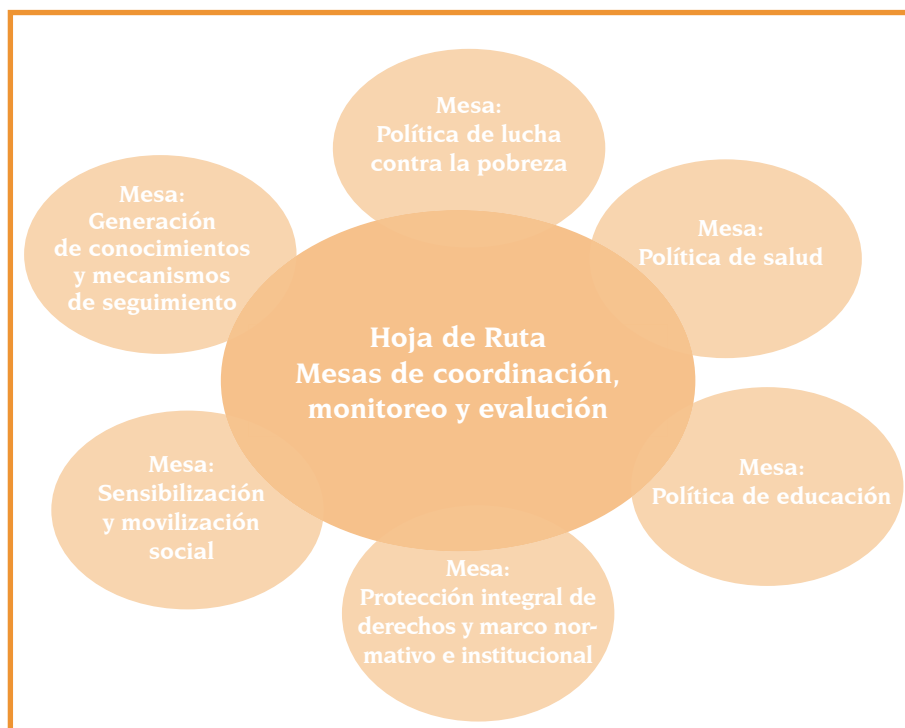 Mesa:
Política de lucha
contra la pobreza
Mesa:
Generación
de conocimientos
y mecanismos
de seguimiento
Mesa:
Política de salud
Hoja de Ruta
Mesas de coordinación,
monitoreo y evalución
Mesa:
Sensibilización
y movilización
social
Mesa:
Política de educación
Mesa:
Protección integral de
derechos y marco nor-
mativo e institucional